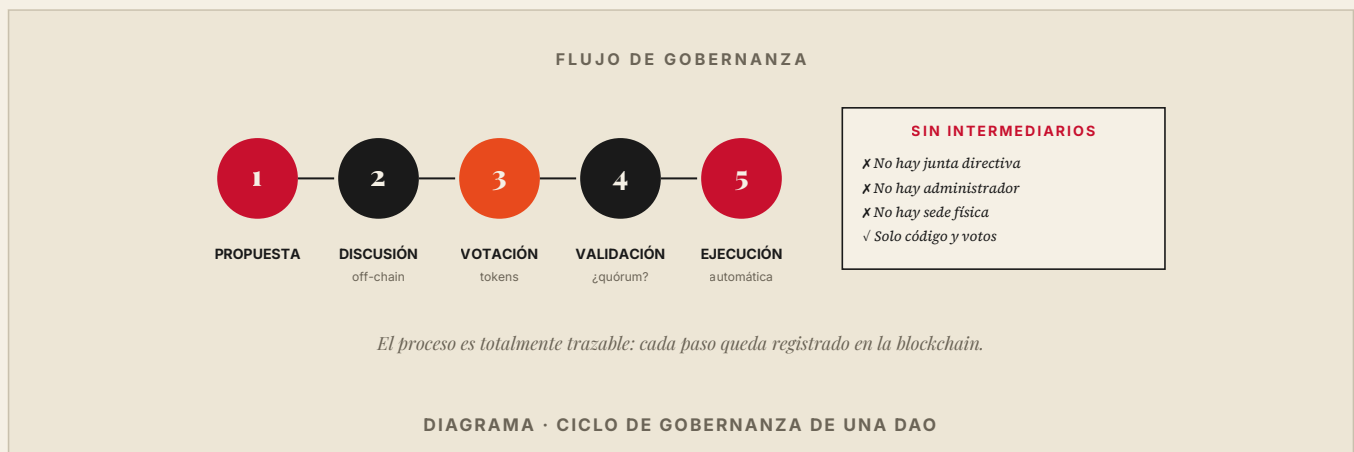 FLUJO DE GOBERNANZA
1 2 3 4 5
PROPUESTA DISCUSIÓN VOTACIÓN VALIDACIÓN EJECUCIÓN
off-chain tokens ¿quórum? automática
SIN INTERMEDIARIOS
✗ No hay junta directiva
✗ No hay administrador
✗ No hay sede física
√ Solo código y votos
El proceso es totalmente trazable: cada paso queda registrado en la blockchain.
DIAGRAMA · CICLO DE GOBERNANZA DE UNA DAO